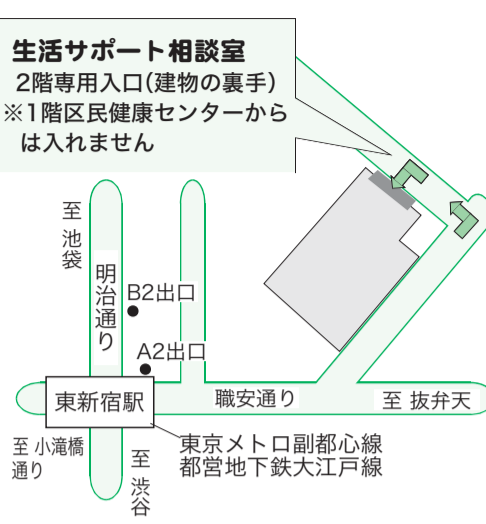 生活サポート相談室
2階専用入口(建物の裏手)
※1階区民健康センターから
は入れません
至 池袋
明治通り
B2出口
A2出口
東新宿駅
職安通り
至 抜弁天
至 小滝橋
通り
至 渋谷
東京メトロ副都心線
都営地下鉄大江戸線